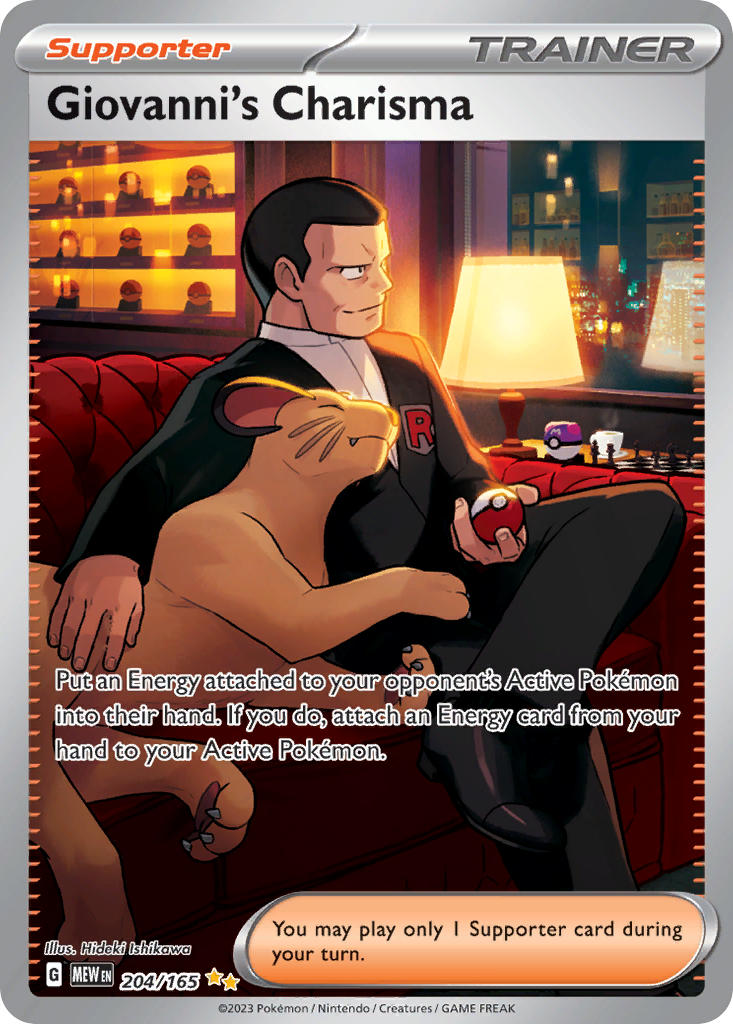 Supporter
TRAINER
Giovanni's Charisma
R
Put an Energy attached to your opponent's Active Pokémon
into their hand. If you do, attach an Energy card from your
hand to your Active Pokémon.
You may play only 1 Supporter card during
your turn.
Illus. Hideki Ishikawa
G MEW EN 204/165
©2023 Pokémon / Nintendo / Creatures / GAME FREAK